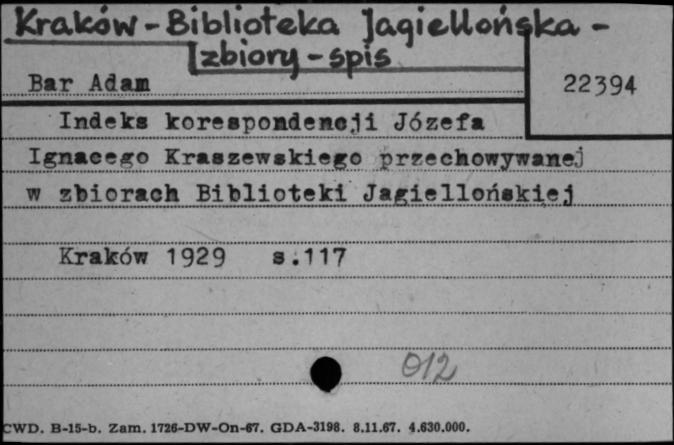 Kraków-Biblioteka Jagiellońska-
zbiory-spis
Bar Adam
22394
Indeks korespondencji Józefa
Ignacego Kraszewskiego przechowywanej
w zbiorach Biblioteki Jagiellońskiej
Kraków 1929 s.117
012
CWD. B-15-b. Zam. 1726-DW-On-67. GDA-3198. 8.11.67. 4.630.000.